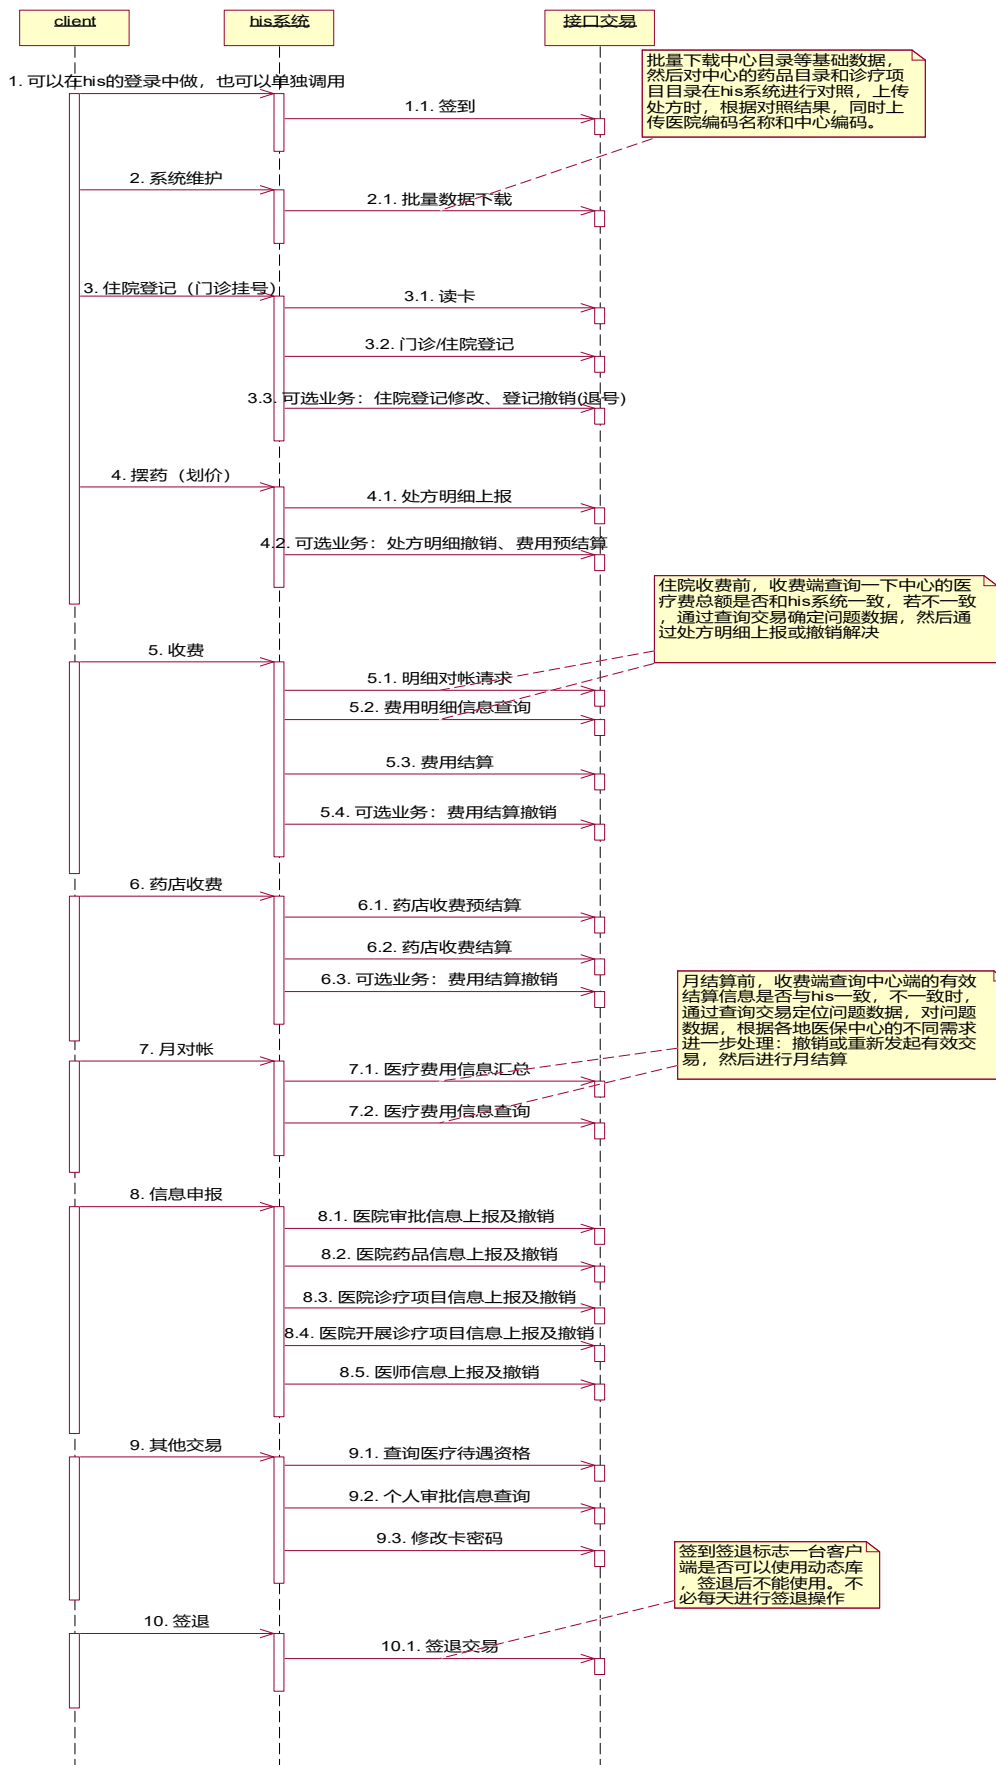 client
his系统
接口交易
批量下载中心目录等基础数据，
然后对中心的药品目录和诊疗项
目目录在his系统进行对照，上传
处方时，根据对照结果，同时上
传医院编码名称和中心编码。
1. 可以在his的登录中做，也可以单独调用
1.1. 签到
2. 系统维护
2.1. 批量数据下载
3. 住院登记（门诊挂号）
3.1. 读卡
3.2. 门诊/住院登记
3.3. 可选业务：住院登记修改、登记撤销(退号)
4. 摆药（划价）
4.1. 处方明细上报
4.2. 可选业务：处方明细撤销、费用预结算
住院收费前，收费端查询一下中心的医
疗费总额是否和his系统一致，若不一致
，通过查询交易确定问题数据，然后通
过处方明细上报或撤销解决
5. 收费
5.1. 明细对帐请求
5.2. 费用明细信息查询
5.3. 费用结算
5.4. 可选业务：费用结算撤销
6. 药店收费
6.1. 药店收费预结算
6.2. 药店收费结算
6.3. 可选业务：费用结算撤销
月结算前，收费端查询中心端的有效
结算信息是否与his一致，不一致时，
通过查询交易定位问题数据，对问题
数据，根据各地医保中心的不同需求
进一步处理：撤销或重新发起有效交
易，然后进行月结算
7. 月对帐
7.1. 医疗费用信息汇总
7.2. 医疗费用信息查询
8. 信息申报
8.1. 医院审批信息上报及撤销
8.2. 医院药品信息上报及撤销
8.3. 医院诊疗项目信息上报及撤销
8.4. 医院开展诊疗项目信息上报及撤销
8.5. 医师信息上报及撤销
9. 其他交易
9.1. 查询医疗待遇资格
9.2. 个人审批信息查询
9.3. 修改卡密码
签到签退标志一台客户
端是否可以使用动态库
，签退后不能使用。不
必每天进行签退操作
10. 签退
10.1. 签退交易